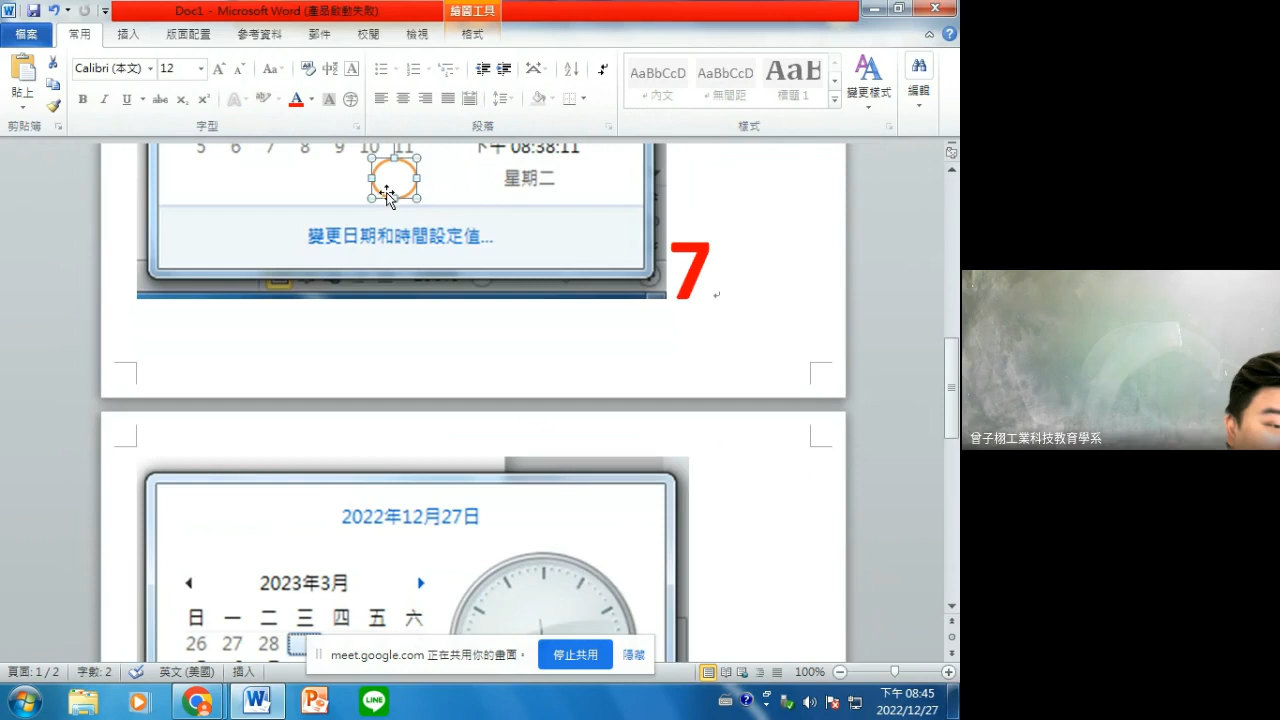 Doc1 - Microsoft Word (產品啟動失敗)
繪圖工具
檔案
常用
插入
版面配置
參考資料
郵件
校閱
檢視
格式
貼上
Calibri (本文)
12
AaBbCcD
AaBbCcD
AaB
內文
無間距
標題 1
變更樣式
編輯
剪貼簿
字型
段落
樣式
5 6 7 8 9 10 11
下午 08:38:11
星期二
變更日期和時間設定值...
7
2022年12月27日
2023年3月
日 一 二 三 四 五 六
26 27 28
meet.google.com 正在共用你的畫面。
停止共用
隱藏
頁面: 1 / 2
字數: 2
英文 (美國)
插入
100%
下午 08:45
2022/12/27
曾子栩工業科技教育學系